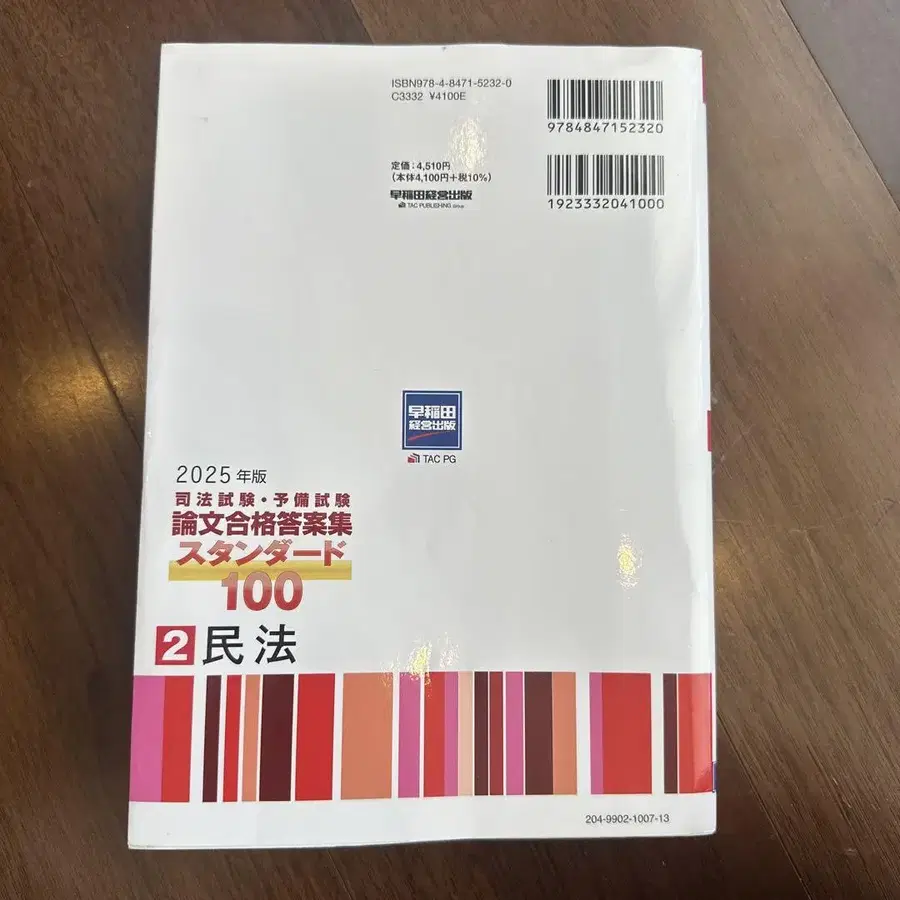 ISBN978-4-8471-5232-0
C3332 ¥4100E
9784847152320
定価:4,510円
(本体4,100円+税10%)
早稲田経営出版
TAC PUBLISHING Group
1923332041000
早稲田
経営出版
TAC PG
2025年版
司法試験・予備試験
論文合格答案集
スタンダード
100
2 民法
204-9902-1007-13